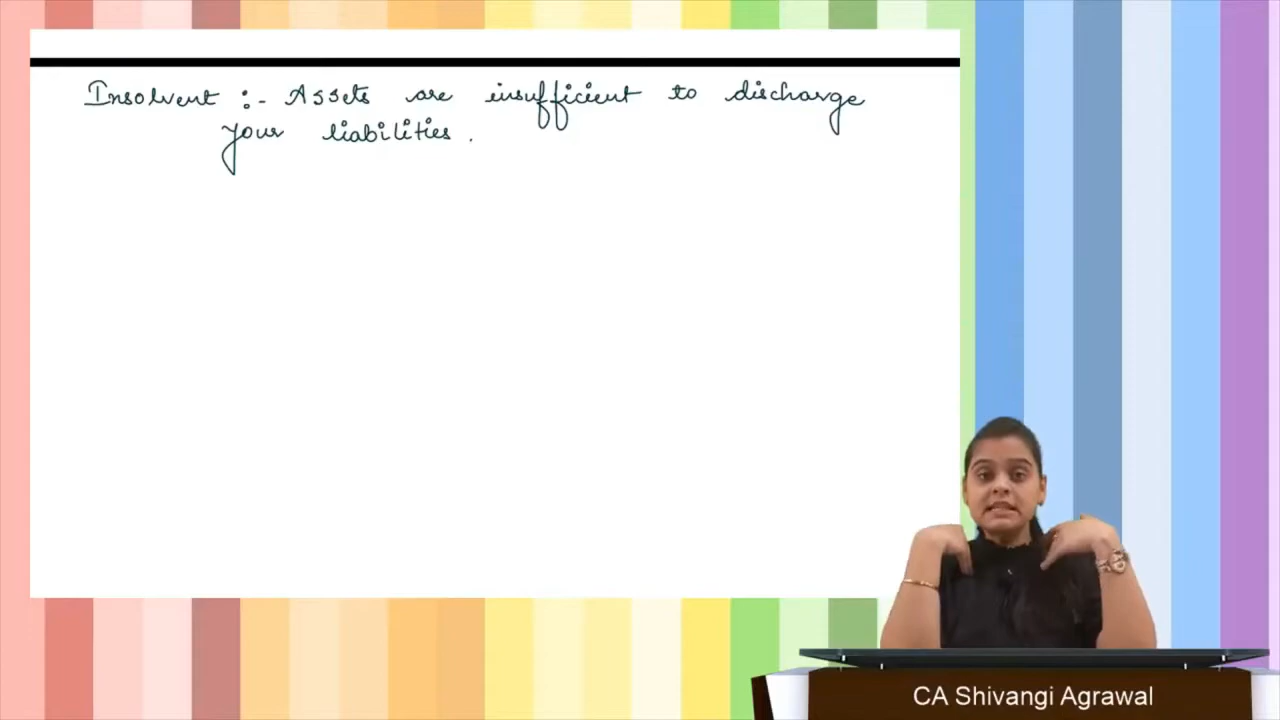 Insolvent :- Assets are insufficient to discharge
your liabilities.
CA Shivangi Agrawal